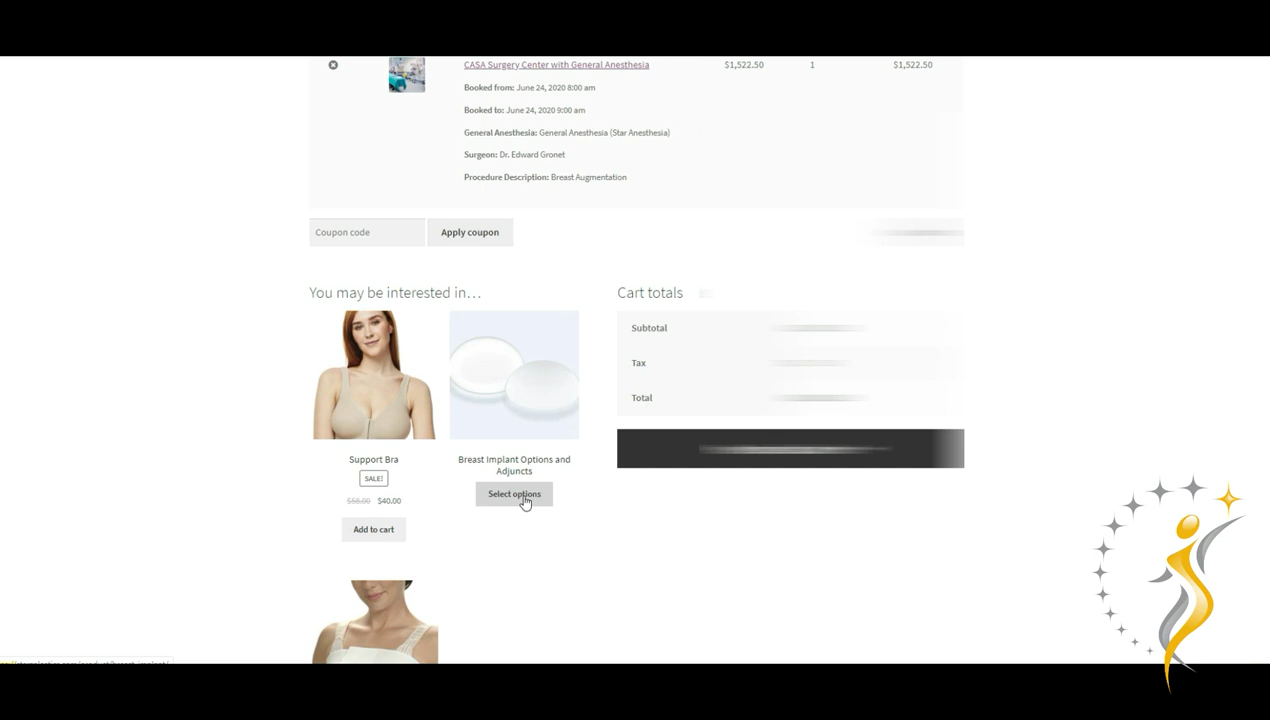 CASA Surgery Center with General Anesthesia $1,522.50 1 $1,522.50
Booked from: June 24, 2020 8:00 am
Booked to: June 24, 2020 9:00 am
General Anesthesia: General Anesthesia (Star Anesthesia)
Surgeon: Dr. Edward Gronet
Procedure Description: Breast Augmentation
Coupon code Apply coupon
You may be interested in…
Support Bra
SALE!
$58.00 $40.00
Add to cart
Breast Implant Options and
Adjuncts
Select options
Cart totals
Subtotal
Tax
Total